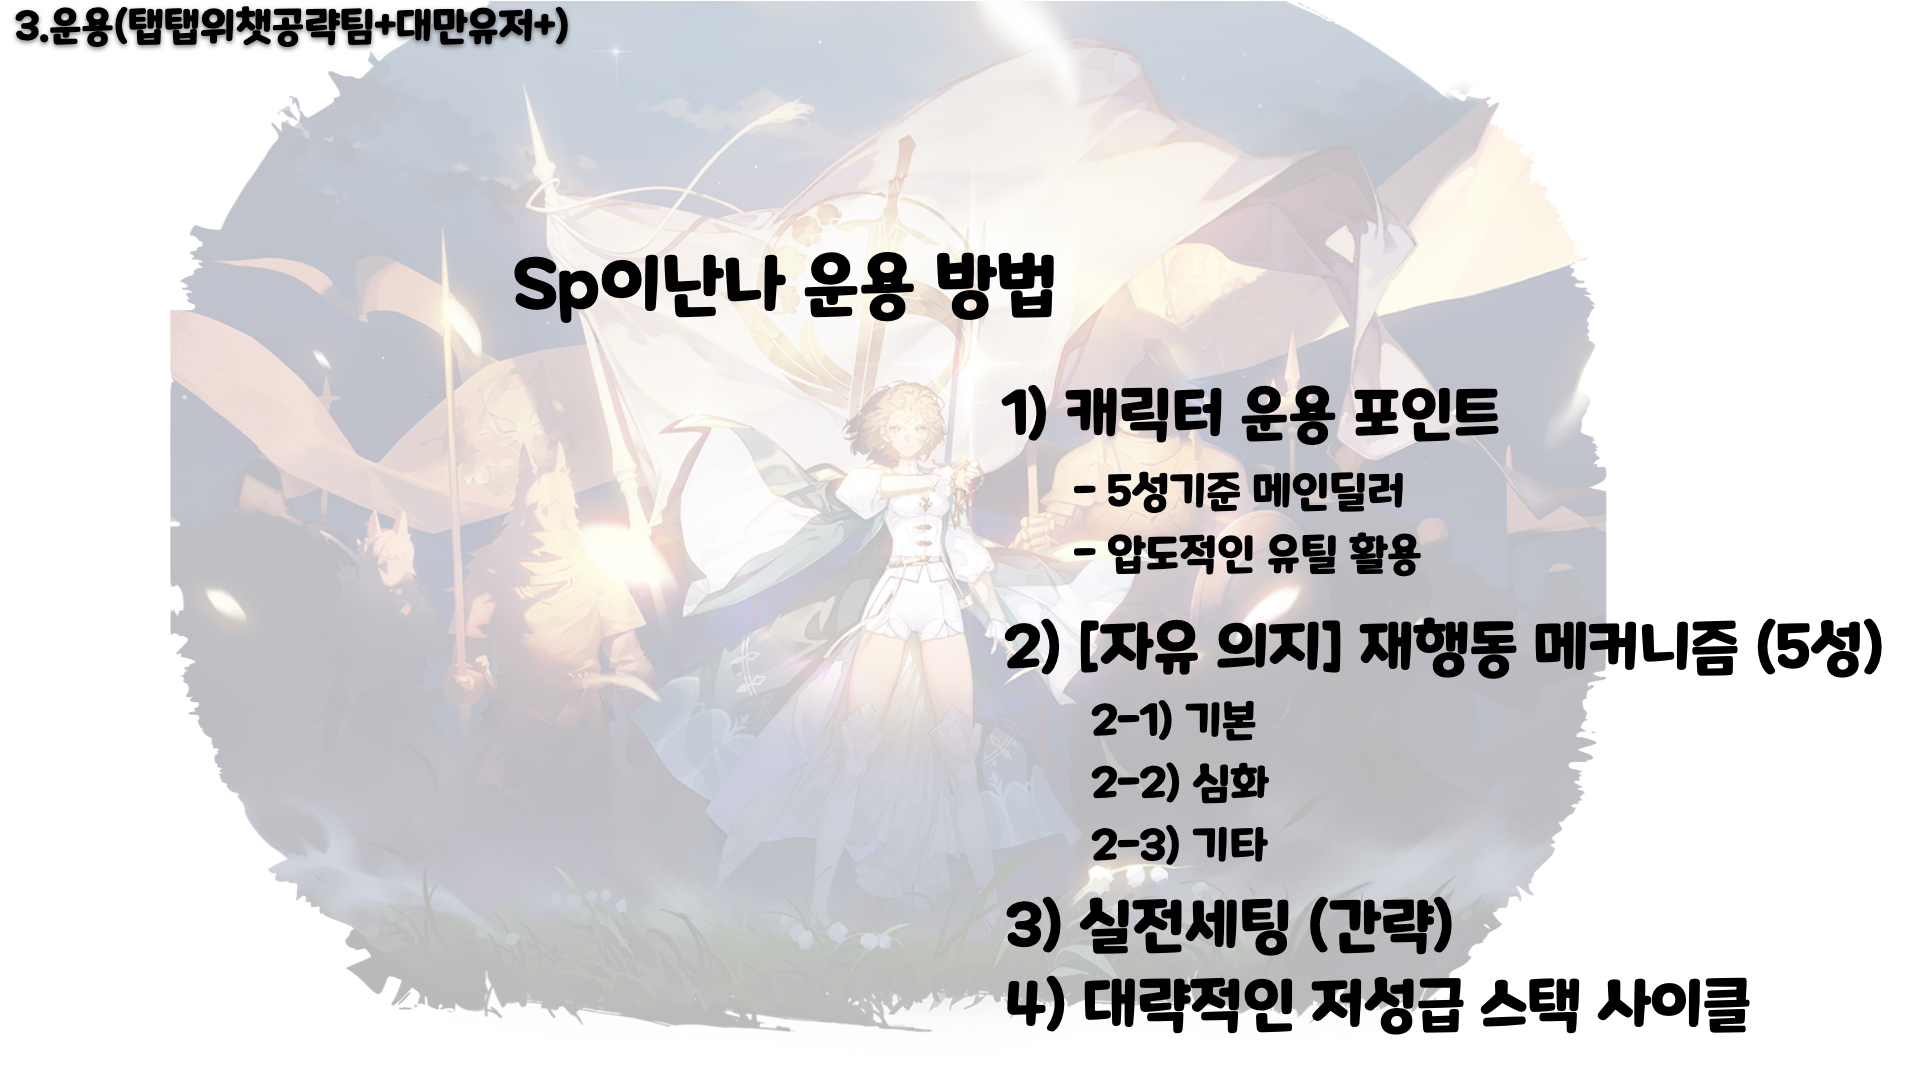 3.운용(탭탭위챗공략팀+대만유저+)
Sp이난나 운용 방법
1) 캐릭터 운용 포인트
- 5성기준 메인딜러
- 압도적인 유틸 활용
2) [자유 의지] 재행동 메커니즘 (5성)
2-1) 기본
2-2) 심화
2-3) 기타
3) 실전세팅 (간략)
4) 대략적인 저성급 스택 사이클